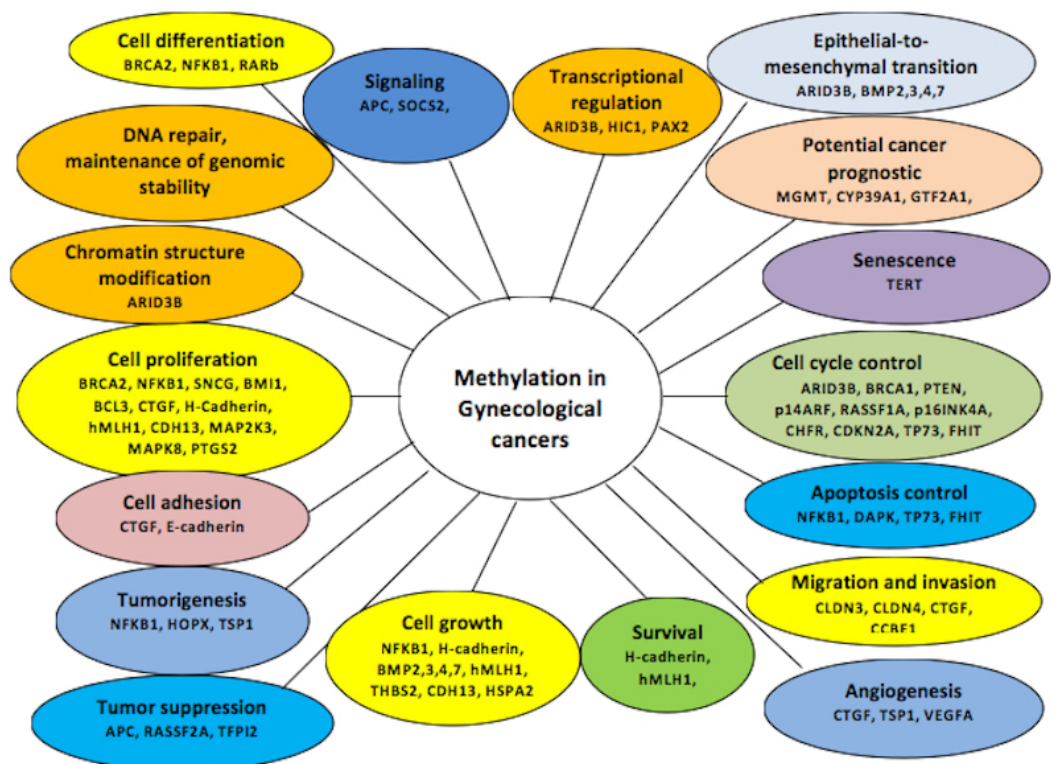 Cell differentiation
BRCA2, NFKB1, RARb
Signaling
APC, SOCS2,
Transcriptional
regulation
ARID3B, HIC1, PAX2
Epithelial-to-
mesenchymal transition
ARID3B, BMP2,3,4,7
DNA repair,
maintenance of genomic
stability
Potential cancer
prognostic
MGMT, CYP39A1, GTF2A1,
Chromatin structure
modification
ARID3B
Senescence
TERT
Cell proliferation
BRCA2, NFKB1, SNCG, BMI1,
BCL3, CTGF, H-Cadherin,
hMLH1, CDH13, MAP2K3,
MAPK8, PTGS2
Methylation in
Gynecological
cancers
Cell cycle control
ARID3B, BRCA1, PTEN,
p14ARF, RASSF1A, p16INK4A,
CHFR, CDKN2A, TP73, FHIT
Cell adhesion
CTGF, E-cadherin
Apoptosis control
NFKB1, DAPK, TP73, FHIT
Tumorigenesis
NFKB1, HOPX, TSP1
Migration and invasion
CLDN3, CLDN4, CTGF,
CCBE1
Cell growth
NFKB1, H-cadherin,
BMP2,3,4,7, hMLH1,
THBS2, CDH13, HSPA2
Survival
H-cadherin,
hMLH1,
Tumor suppression
APC, RASSF2A, TFPI2
Angiogenesis
CTGF, TSP1, VEGFA